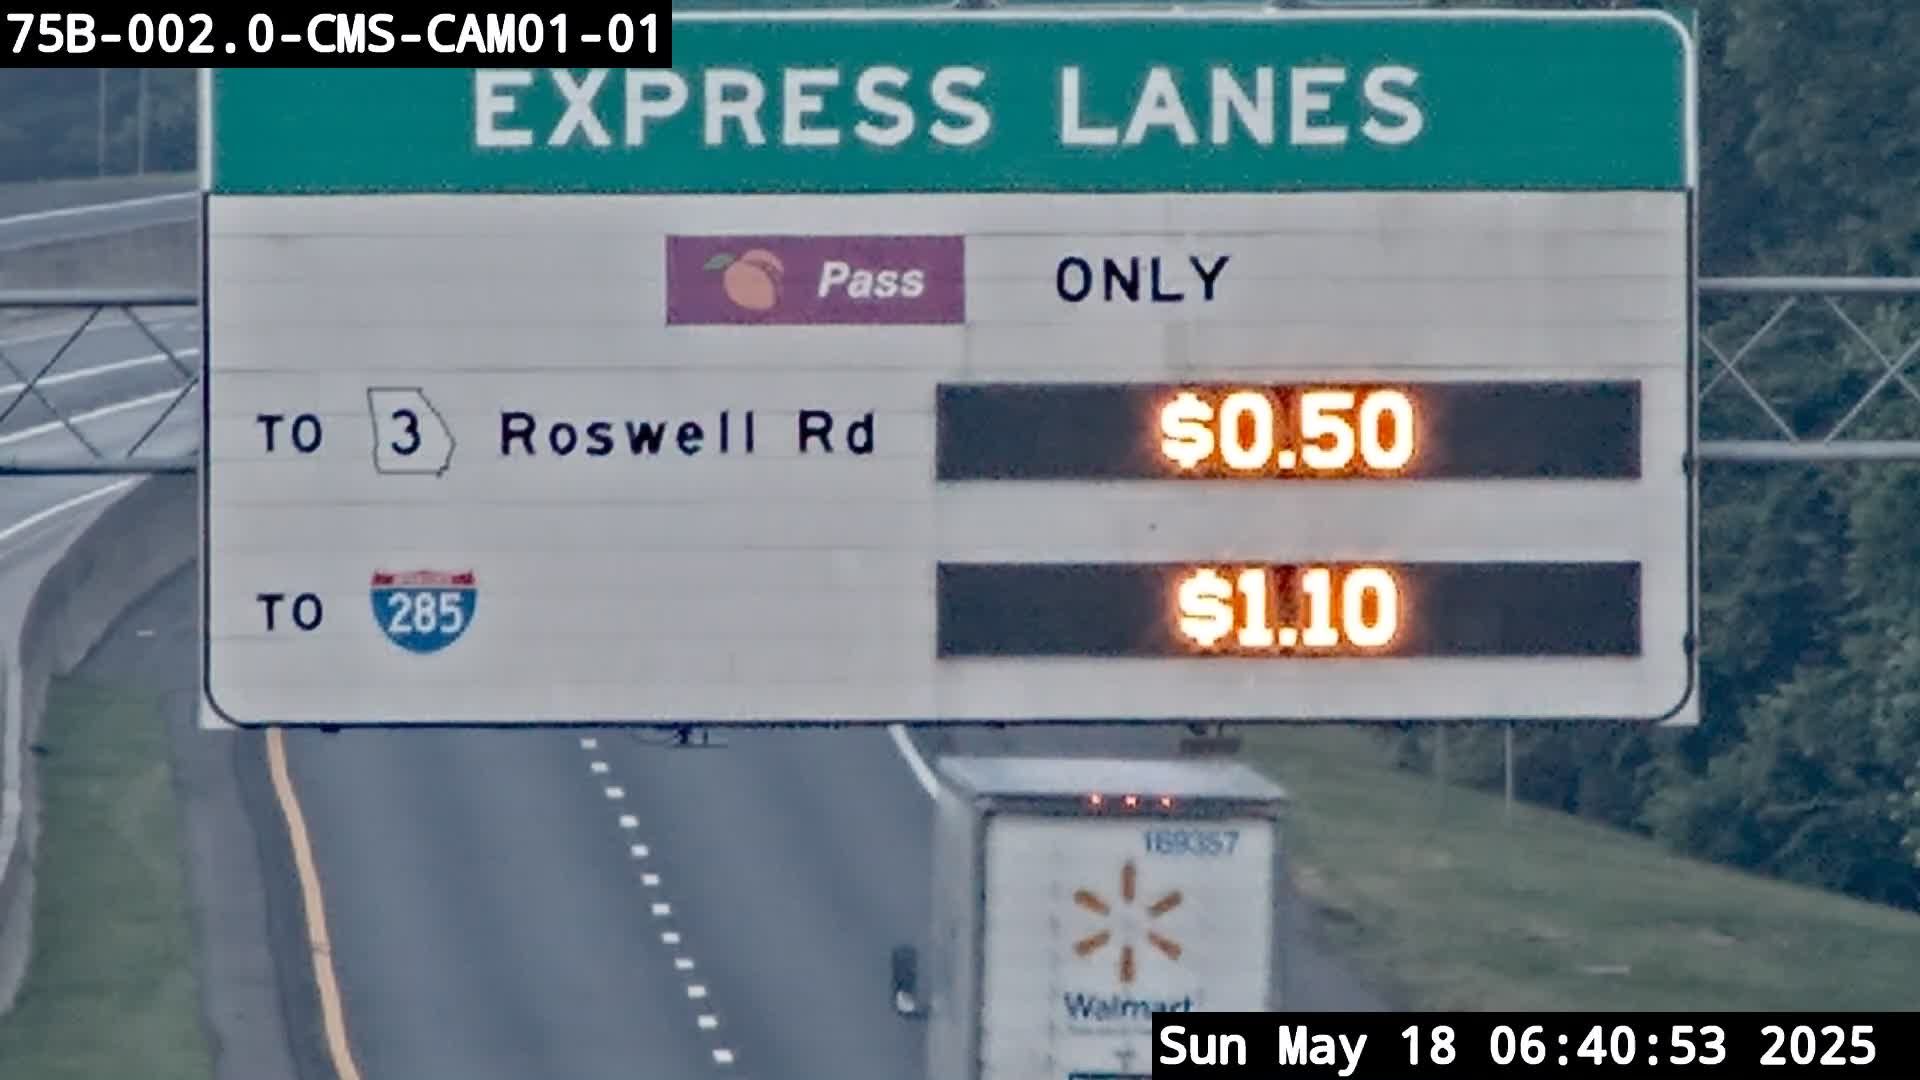 75B-002.0-CMS-CAM01-01
EXPRESS LANES
Pass ONLY
TO 3 Roswell Rd $0.50
TO 285 $1.10
169357
Walmart
Sun May 18 06:40:53 2025